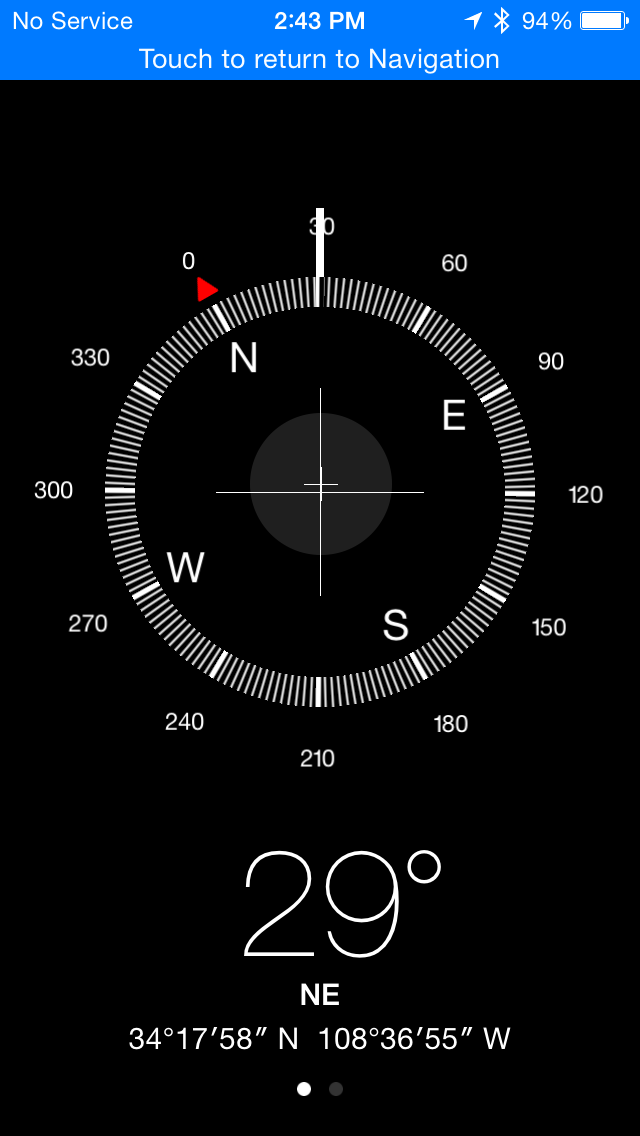 No Service 2:43 PM 94%
Touch to return to Navigation
30
0 60
330 90
N
E
300 120
W
S
270 150
240 180
210
29°
NE
34°17′58″ N 108°36′55″ W